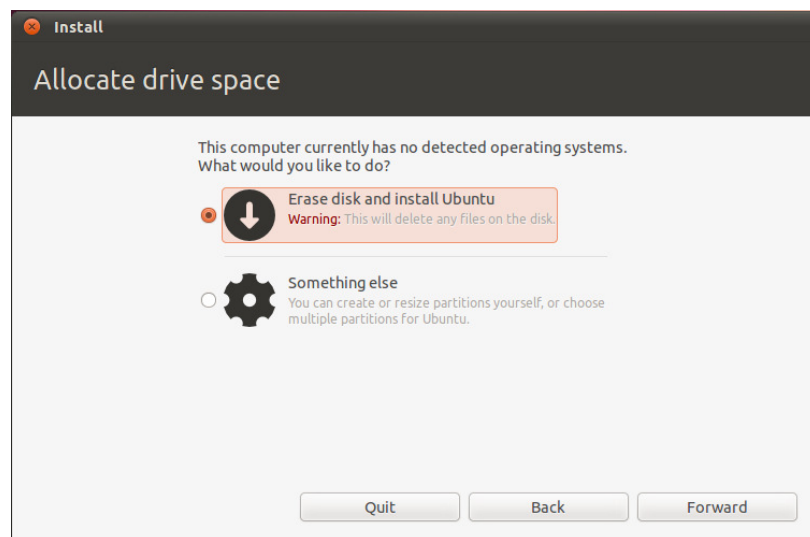 Install
Allocate drive space
This computer currently has no detected operating systems.
What would you like to do?
Erase disk and install Ubuntu
Warning: This will delete any files on the disk.
Something else
You can create or resize partitions yourself, or choose
multiple partitions for Ubuntu.
Quit
Back
Forward